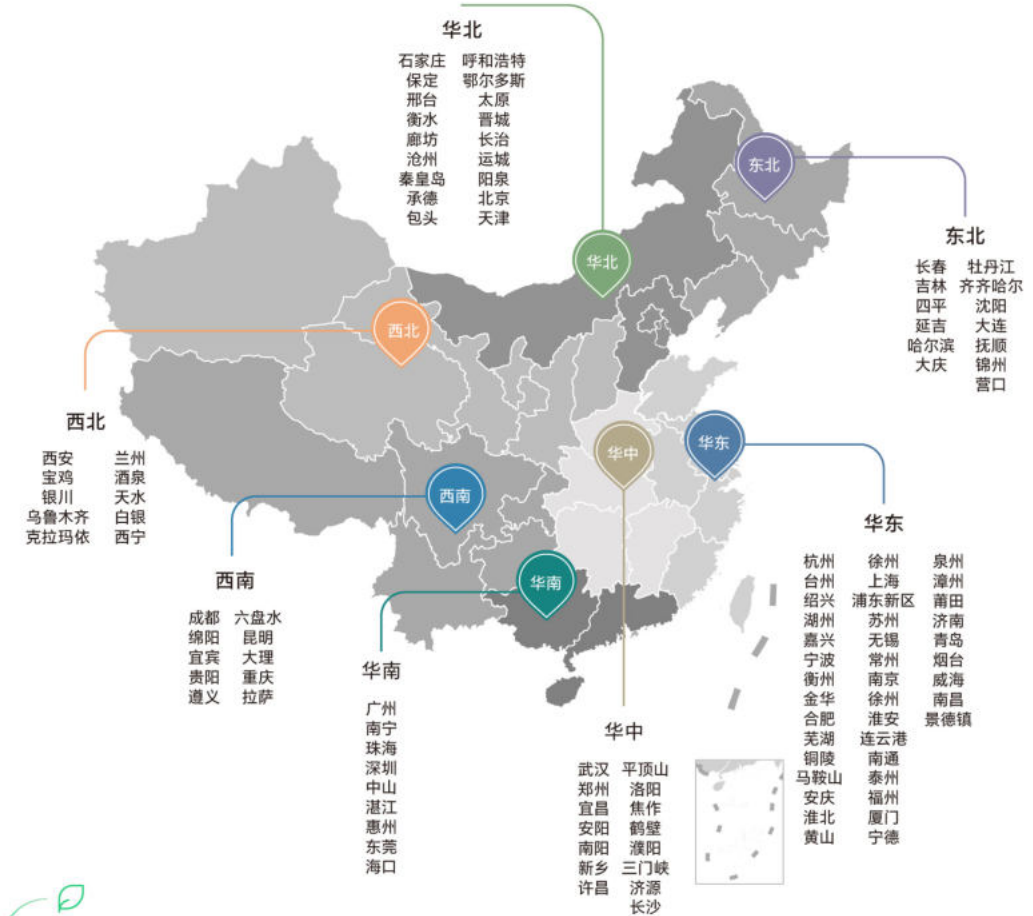 华北
石家庄 呼和浩特
保定 鄂尔多斯
邢台 太原
衡水 晋城
廊坊 长治
沧州 运城
秦皇岛 阳泉
承德 北京
包头 天津
东北
华北
西北
华东
华中
西南
华南
东北
长春 牡丹江
吉林 齐齐哈尔
四平 沈阳
延吉 大连
哈尔滨 抚顺
大庆 锦州
营口
西北
西安 兰州
宝鸡 酒泉
银川 天水
乌鲁木齐 白银
克拉玛依 西宁
西南
成都 六盘水
绵阳 昆明
宜宾 大理
贵阳 重庆
遵义 拉萨
华南
广州
南宁
珠海
深圳
中山
湛江
惠州
东莞
海口
华中
武汉 平顶山
郑州 洛阳
宜昌 焦作
安阳 鹤壁
南阳 濮阳
新乡 三门峡
许昌 济源
长沙
华东
杭州 徐州 泉州
台州 上海 漳州
绍兴 浦东新区 莆田
湖州 苏州 济南
嘉兴 无锡 青岛
宁波 常州 烟台
衡州 南京 威海
金华 徐州 南昌
合肥 淮安 景德镇
芜湖 连云港
铜陵 南通
马鞍山 泰州
安庆 福州
淮北 厦门
黄山 宁德